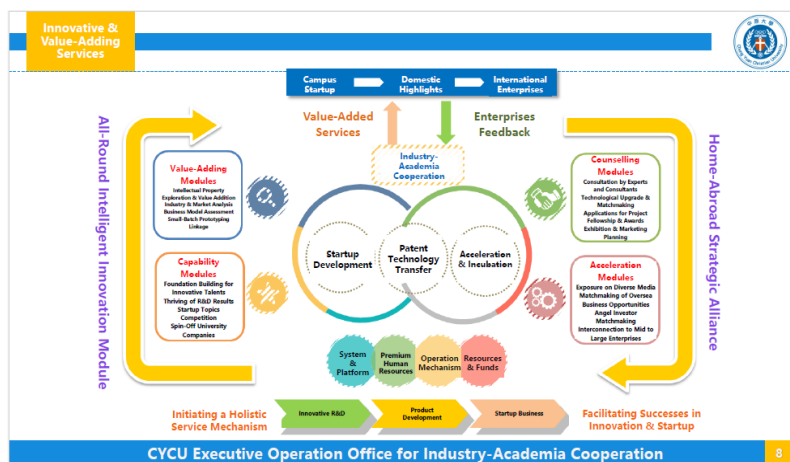 Innovative &
Value-Adding
Services
Campus
Startup
Domestic
Highlights
International
Enterprises
Value-Added
Services
Enterprises
Feedback
Industry-
Academia
Cooperation
All-Round Intelligent Innovation Module
Home-Abroad Strategic Alliance
Value-Adding
Modules
Intellectual Property
Exploration & Value Addition
Industry & Market Analysis
Business Model Assessment
Small-Batch Prototyping
Linkage
Counselling
Modules
Consultation by Experts
and Consultants
Technological Upgrade &
Matchmaking
Applications for Project
Fellowship & Awards
Exhibition & Marketing
Planning
Startup
Development
Patent
Technology
Transfer
Acceleration
& Incubation
Capability
Modules
Foundation Building for
Innovative Talents
Thriving of R&D Results
Startup Topics
Competition
Spin-Off University
Companies
Acceleration
Modules
Exposure on Diverse Media
Matchmaking of Oversea
Business Opportunities
Angel Investor
Matchmaking
Interconnection to Mid to
Large Enterprises
System
&
Platform
Premium
Human
Resources
Operation
Mechanism
Resources
& Funds
Initiating a Holistic
Service Mechanism
Innovative R&D
Product
Development
Startup Business
Facilitating Successes in
Innovation & Startup
CYCU Executive Operation Office for Industry-Academia Cooperation
8